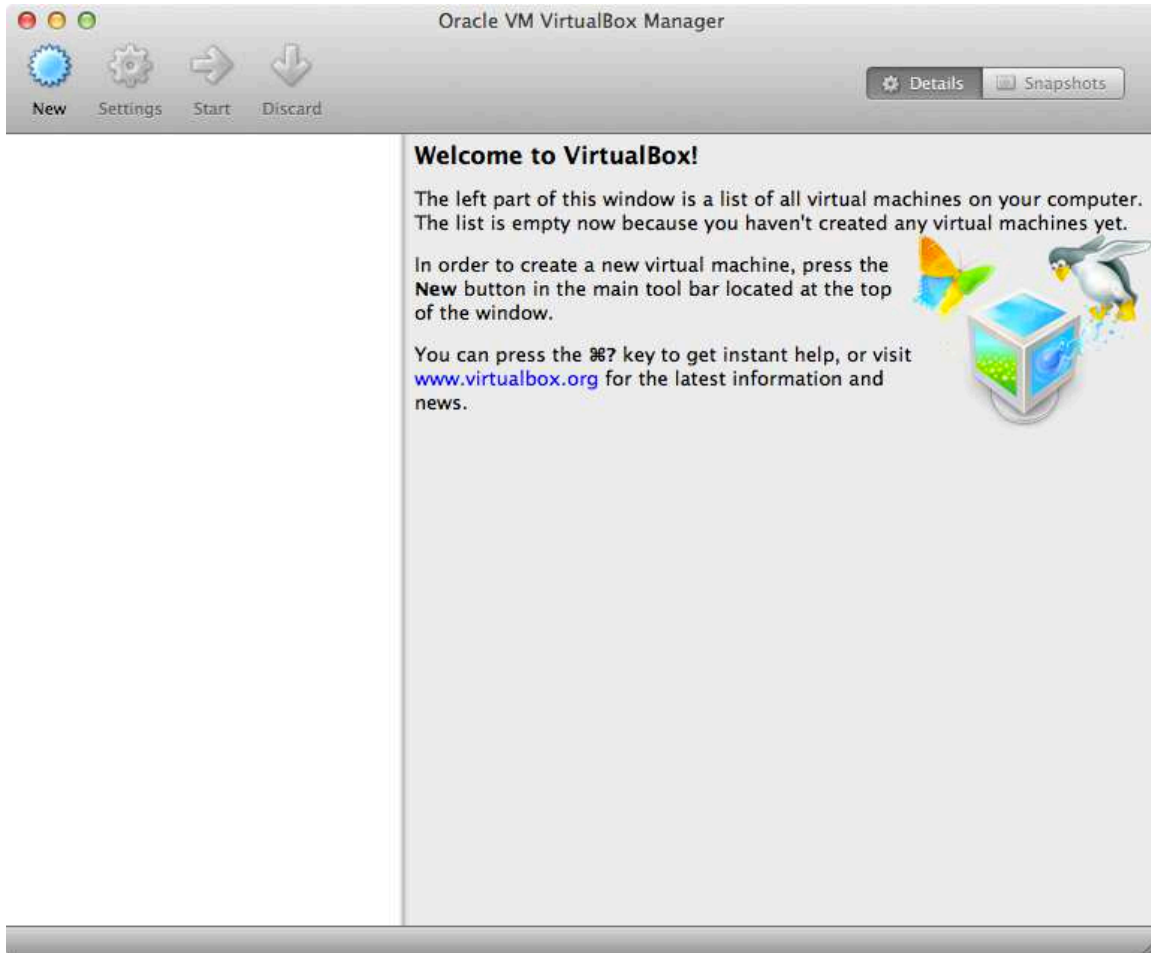 Oracle VM VirtualBox Manager
New Settings Start Discard
Details Snapshots
Welcome to VirtualBox!
The left part of this window is a list of all virtual machines on your computer.
The list is empty now because you haven't created any virtual machines yet.
In order to create a new virtual machine, press the
New button in the main tool bar located at the top
of the window.
You can press the ⌘? key to get instant help, or visit
www.virtualbox.org for the latest information and
news.